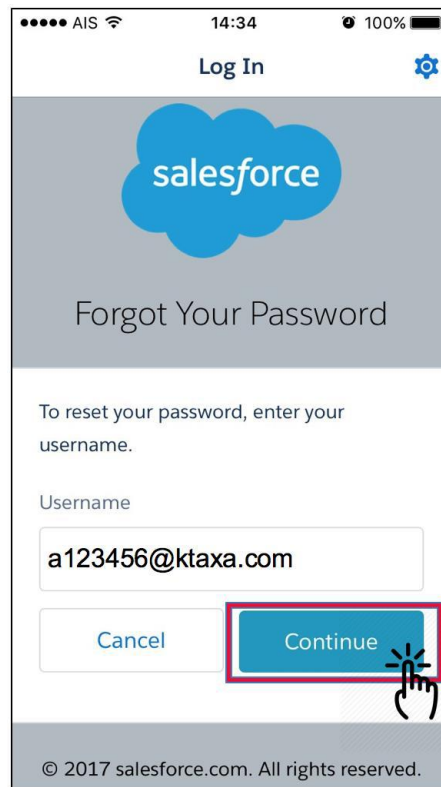 AIS 14:34 100%
Log In
salesforce
Forgot Your Password
To reset your password, enter your
username.
Username
a123456@ktaxa.com
Cancel Continue
© 2017 salesforce.com. All rights reserved.